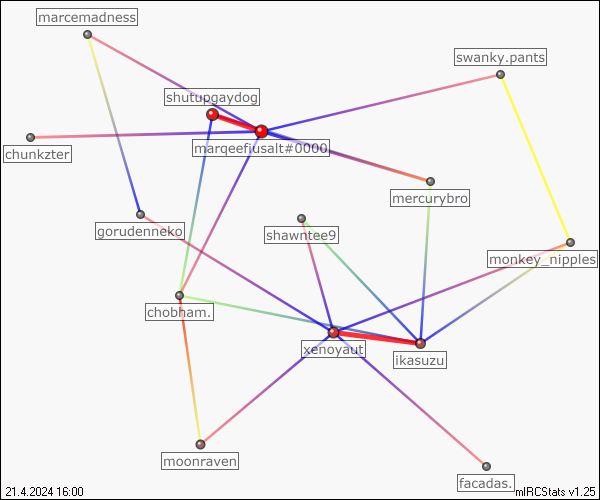 marcemadness
swanky.pants
shutupgaydog
marqeefiusalt#0000
chunkzter
mercurybro
gorudenneko
shawntee9
monkey_nipples
chobham.
xenoyaut
ikasuzu
moonraven
facadas.
21.4.2024 16:00
mIRCStats v1.25